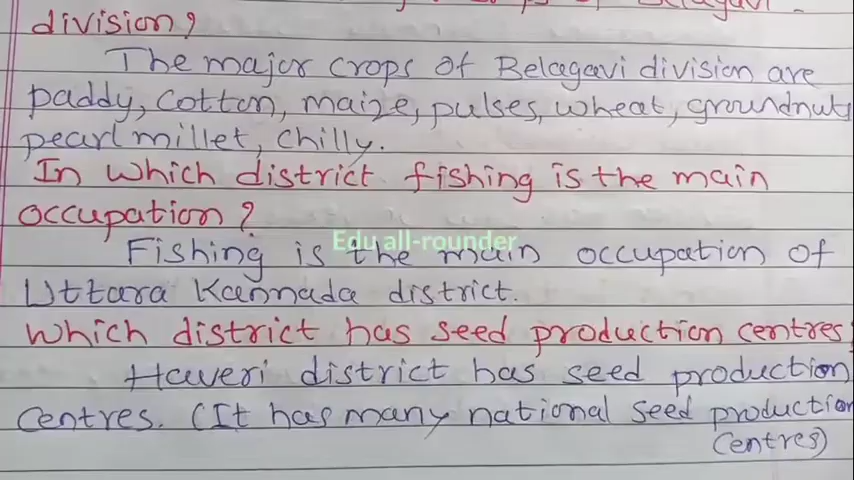 Belagavi
division?
The major crops of Belagavi division are
paddy, cotton, maize, pulses, wheat, groundnut,
pearl millet, chilly.
In which district fishing is the main
occupation?
Edu all-rounder
Fishing is the main occupation of
Uttara Kannada district.
Which district has seed production centres
Haveri district has seed production
centres. (It has many national seed production
centres)